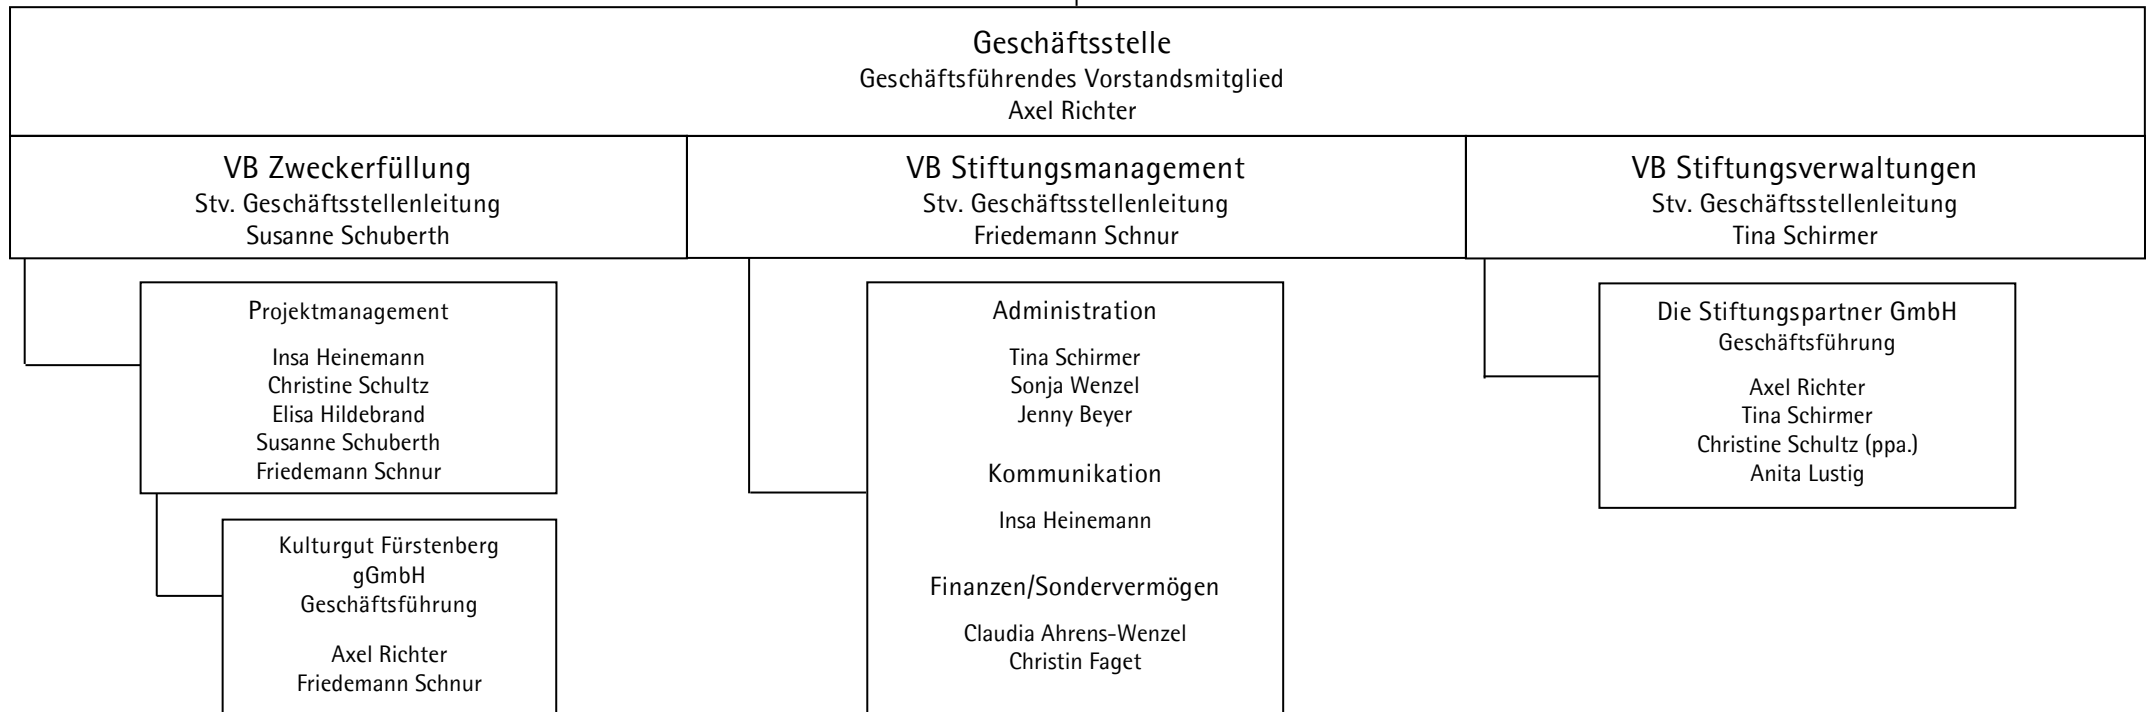 Geschäftsstelle
Geschäftsführendes Vorstandsmitglied
Axel Richter
VB Zweckerfüllung
Stv. Geschäftsstellenleitung
Susanne Schuberth
VB Stiftungsmanagement
Stv. Geschäftsstellenleitung
Friedemann Schnur
VB Stiftungsverwaltungen
Stv. Geschäftsstellenleitung
Tina Schirmer
Projektmanagement
Insa Heinemann
Christine Schultz
Elisa Hildebrand
Susanne Schuberth
Friedemann Schnur
Kulturgut Fürstenberg
gGmbH
Geschäftsführung
Axel Richter
Friedemann Schnur
Administration
Tina Schirmer
Sonja Wenzel
Jenny Beyer
Kommunikation
Insa Heinemann
Finanzen/Sondervermögen
Claudia Ahrens-Wenzel
Christin Faget
Die Stiftungspartner GmbH
Geschäftsführung
Axel Richter
Tina Schirmer
Christine Schultz (ppa.)
Anita Lustig